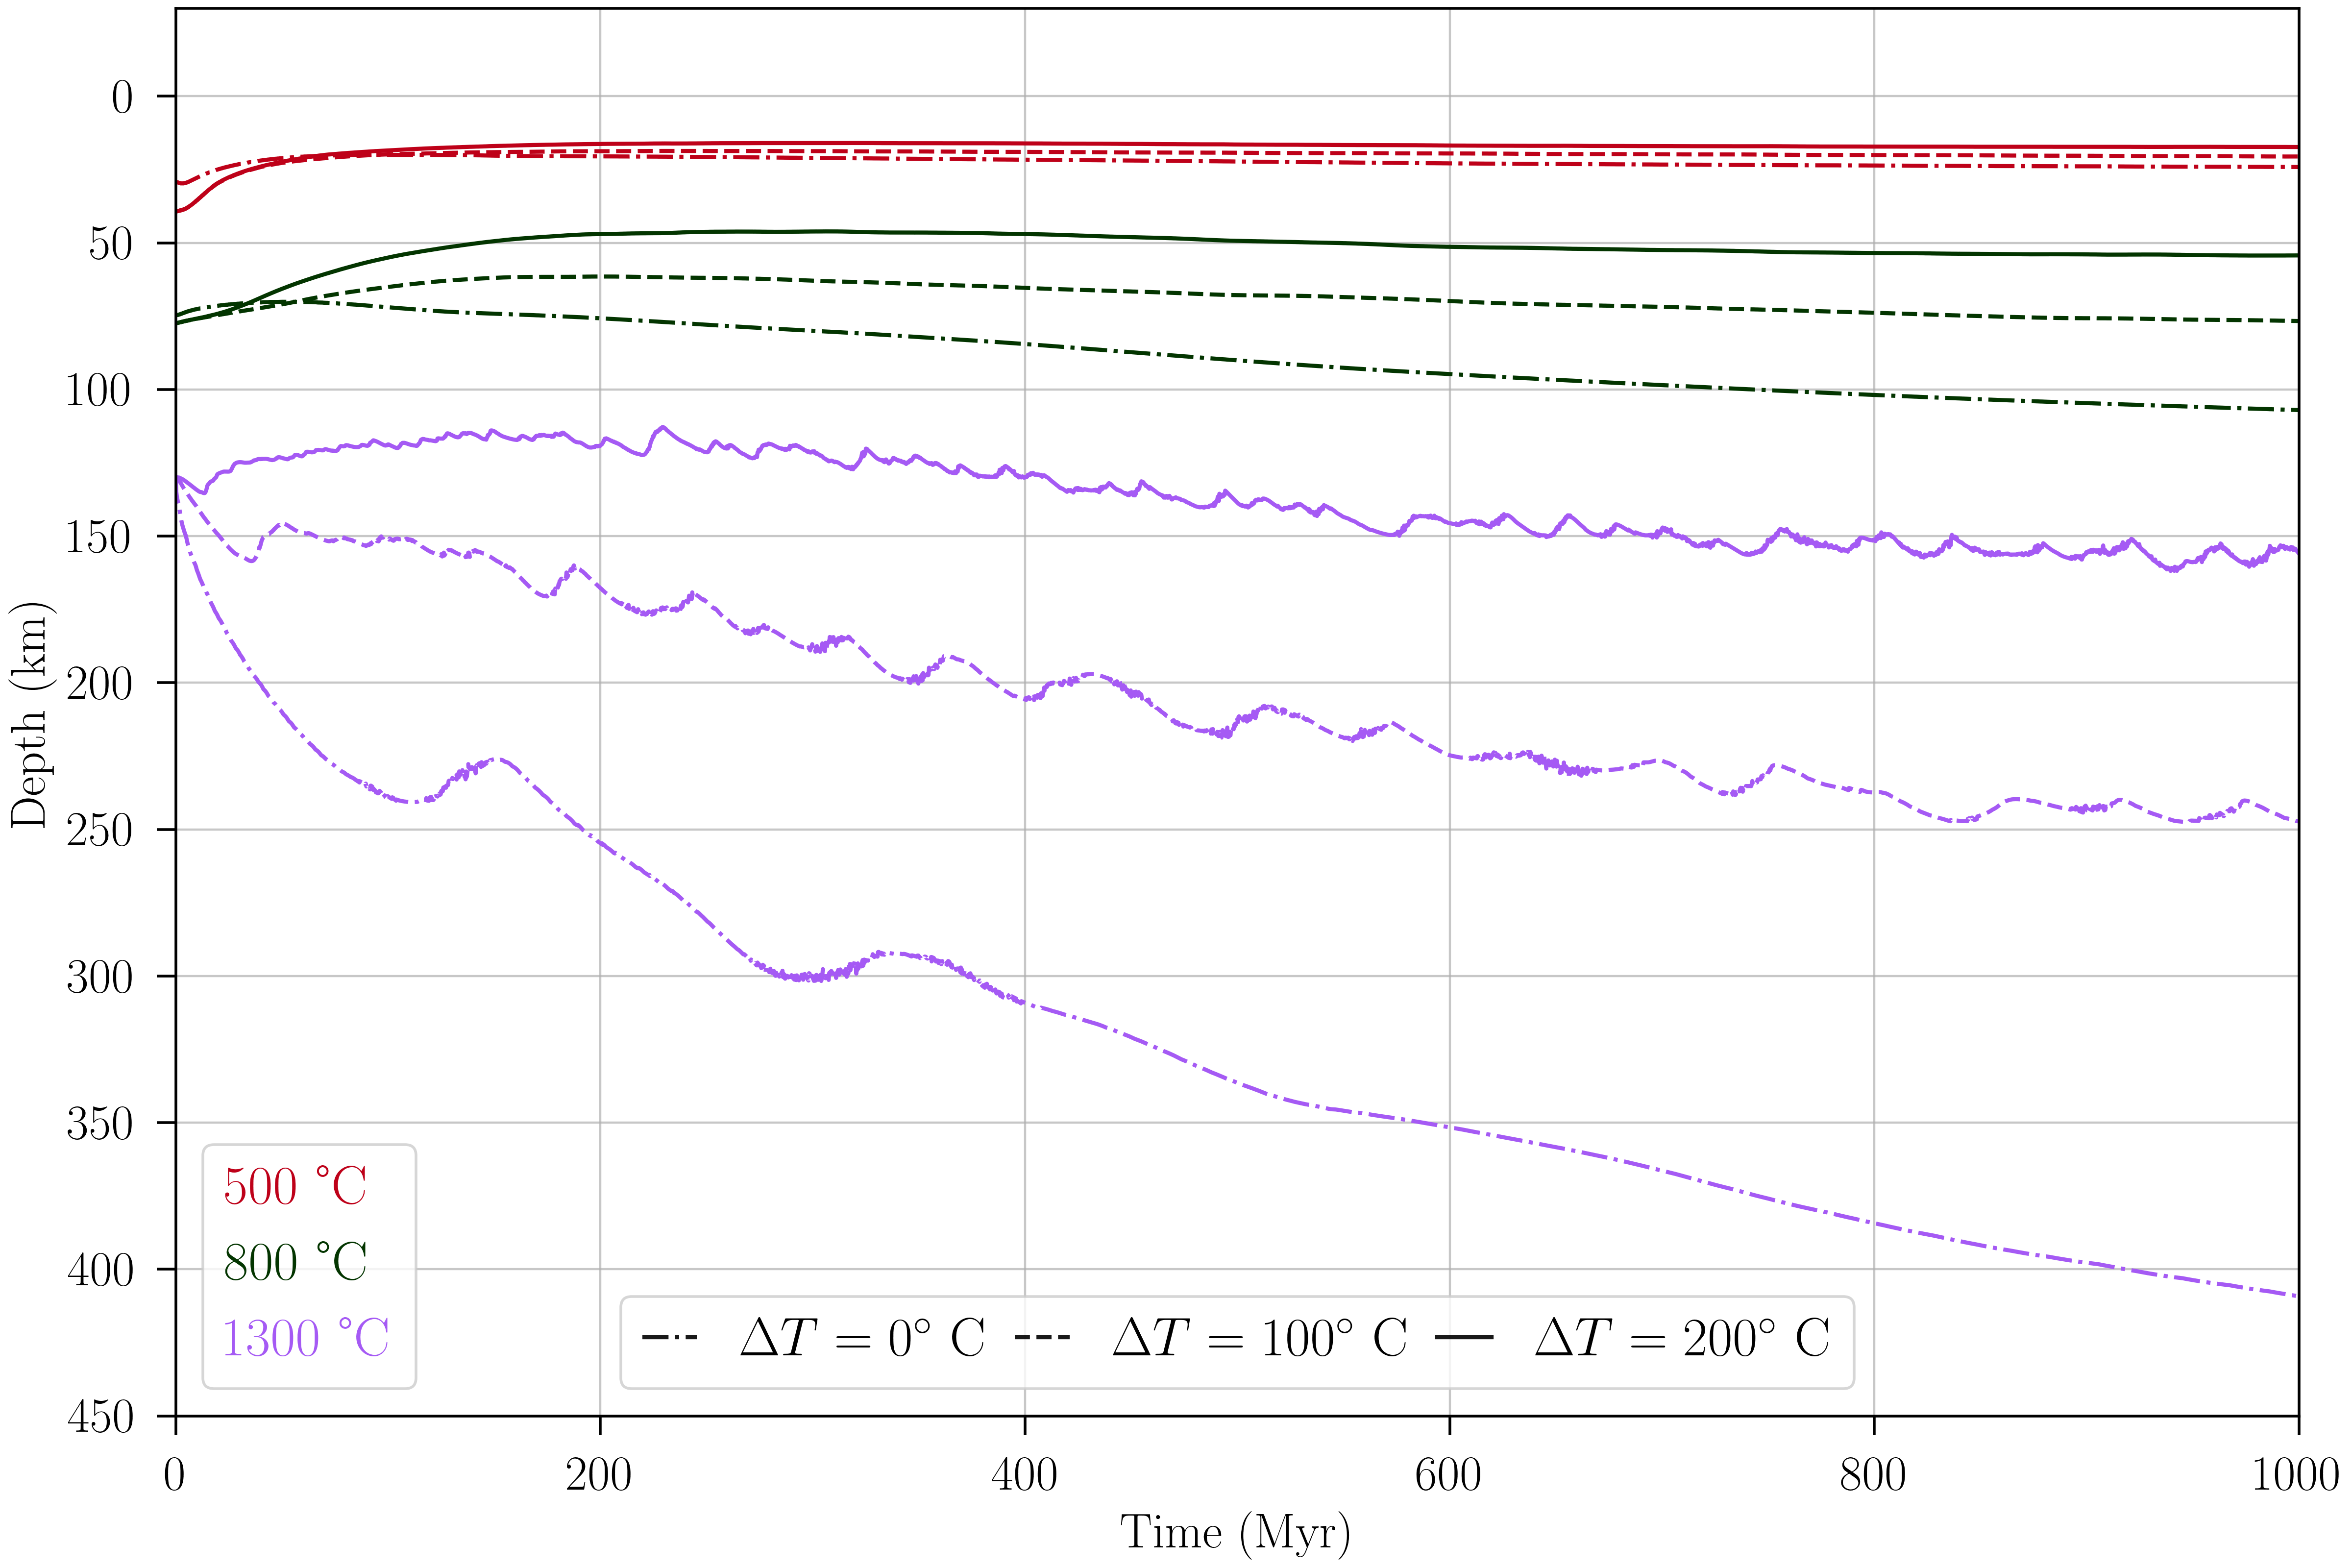 0
50
100
150
200
250
300
350
400
450
Depth (km)
500 °C
800 °C
1300 °C
ΔT = 0° C
ΔT = 100° C
ΔT = 200° C
0
200
400
600
800
1000
Time (Myr)